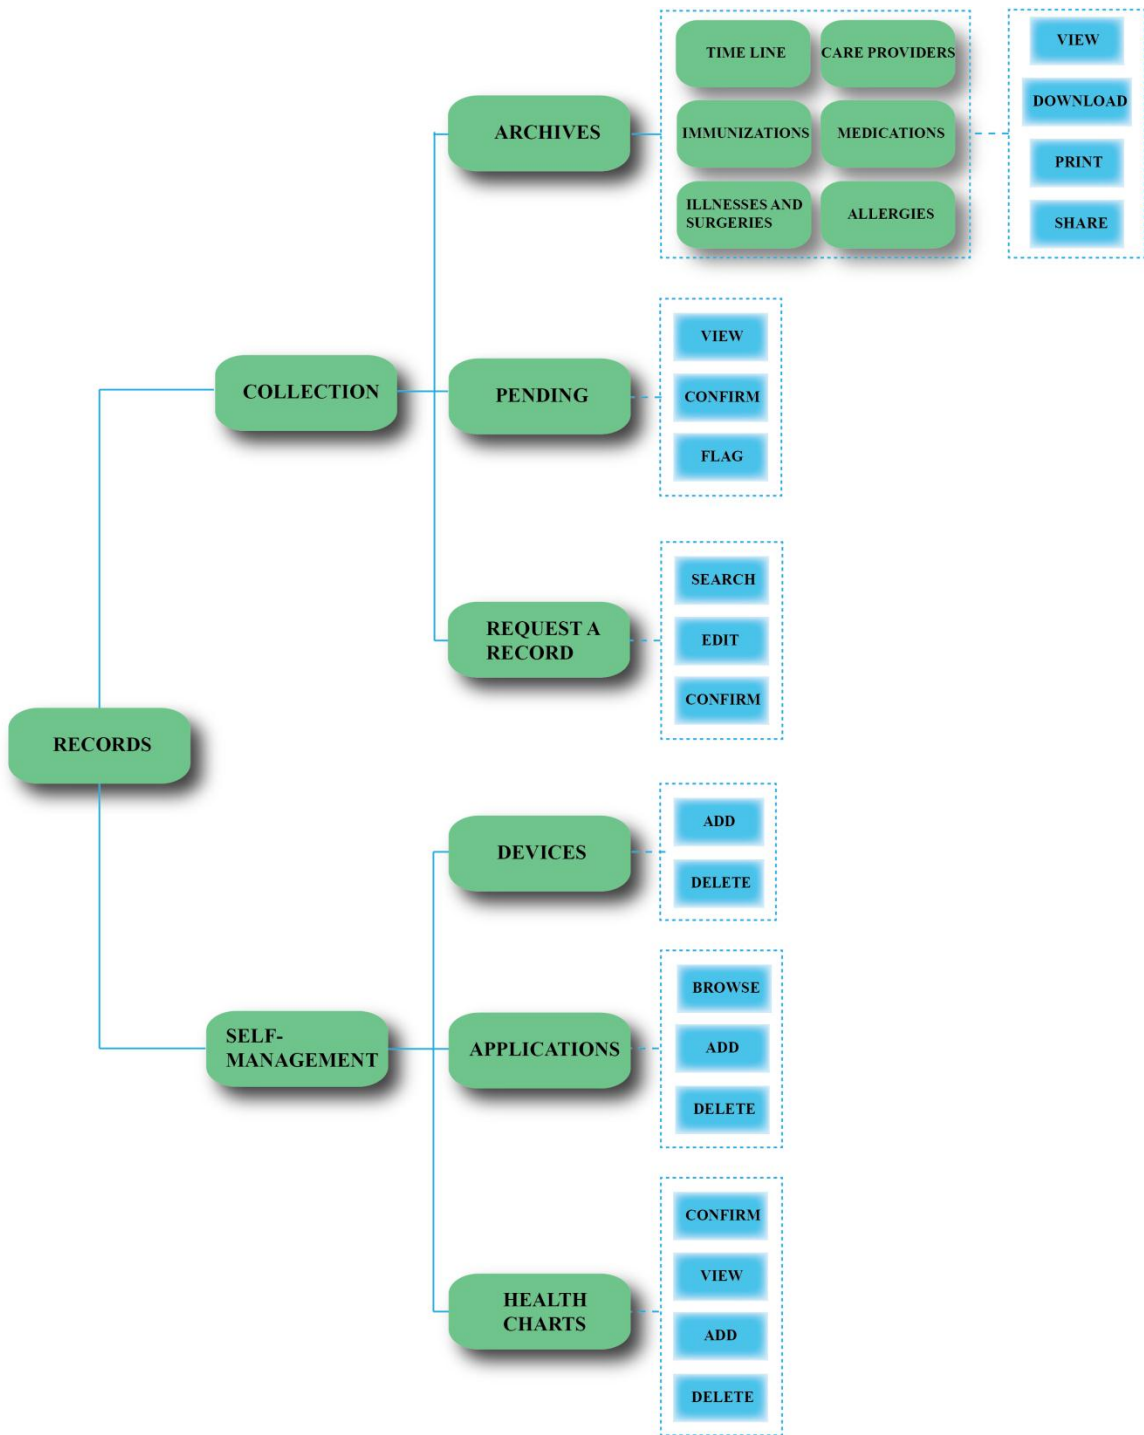 TIME LINE
CARE PROVIDERS
VIEW
DOWNLOAD
ARCHIVES
IMMUNIZATIONS
MEDICATIONS
PRINT
ILLNESSES AND
SURGERIES
ALLERGIES
SHARE
VIEW
COLLECTION
PENDING
CONFIRM
FLAG
SEARCH
REQUEST A
RECORD
EDIT
CONFIRM
RECORDS
DEVICES
ADD
DELETE
BROWSE
SELF-
MANAGEMENT
APPLICATIONS
ADD
DELETE
CONFIRM
VIEW
HEALTH
CHARTS
ADD
DELETE